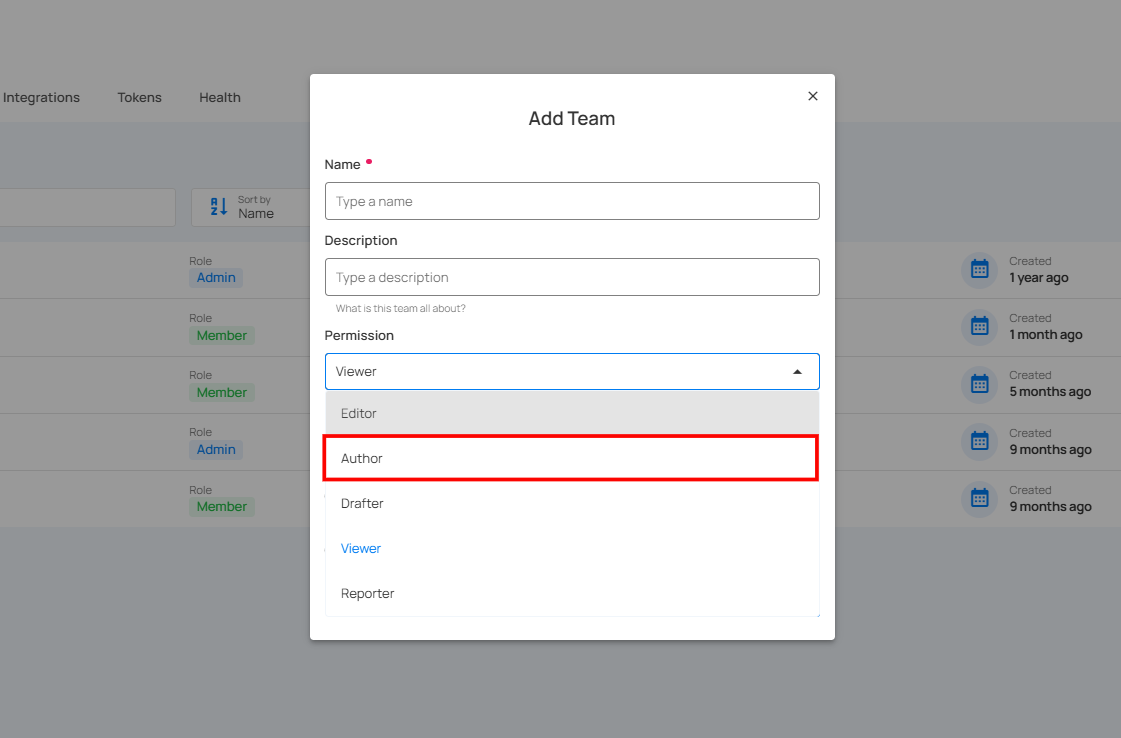 Integrations Tokens Health
Sort by
Name
Role
Admin
Created
1 year ago
Role
Member
Created
1 month ago
Role
Member
Created
5 months ago
Role
Admin
Created
9 months ago
Role
Member
Created
9 months ago
Add Team
Name
Type a name
Description
Type a description
What is this team all about?
Permission
Viewer
Editor
Author
Drafter
Viewer
Reporter